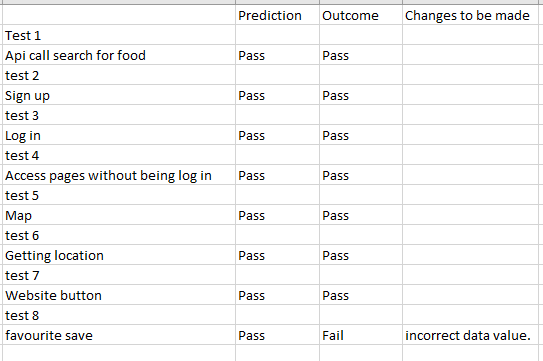 Prediction Outcome Changes to be made
Test 1
Api call search for food Pass Pass
test 2
Sign up Pass Pass
test 3
Log in Pass Pass
test 4
Access pages without being log in Pass Pass
test 5
Map Pass Pass
test 6
Getting location Pass Pass
test 7
Website button Pass Pass
test 8
favourite save Pass Fail incorrect data value.